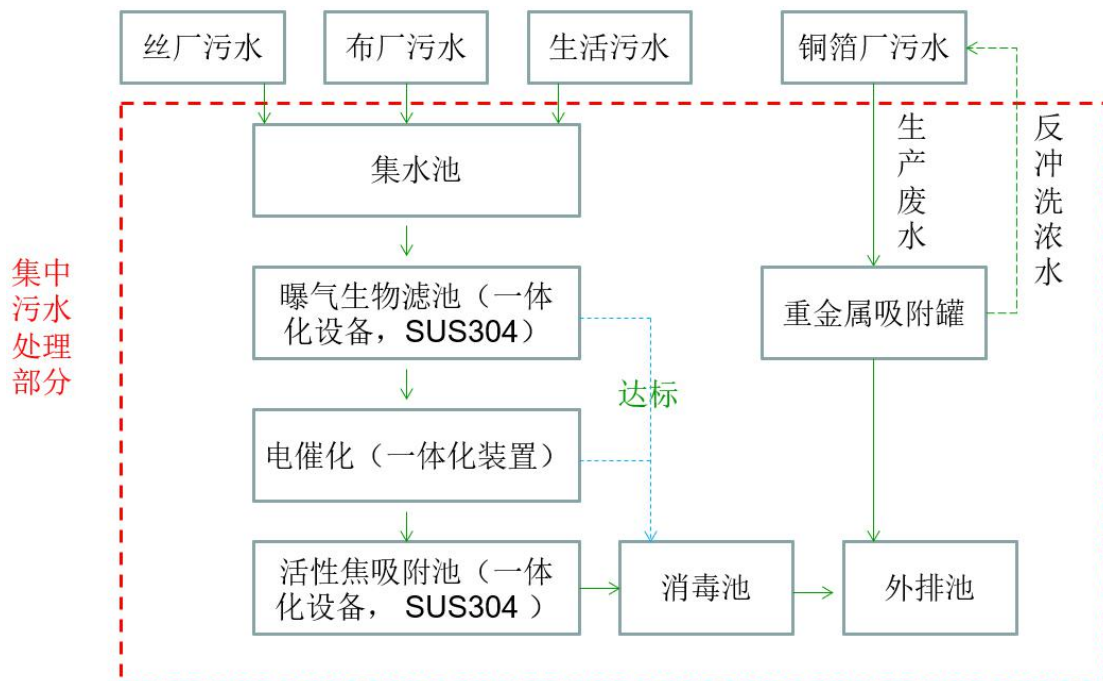 丝厂污水
布厂污水
生活污水
铜箔厂污水
集水池
生产废水
反冲洗浓水
集中
污水
处理
部分
曝气生物滤池（一体
化设备，SUS304）
重金属吸附罐
达标
电催化（一体化装置）
活性焦吸附池（一体
化设备， SUS304 ）
消毒池
外排池